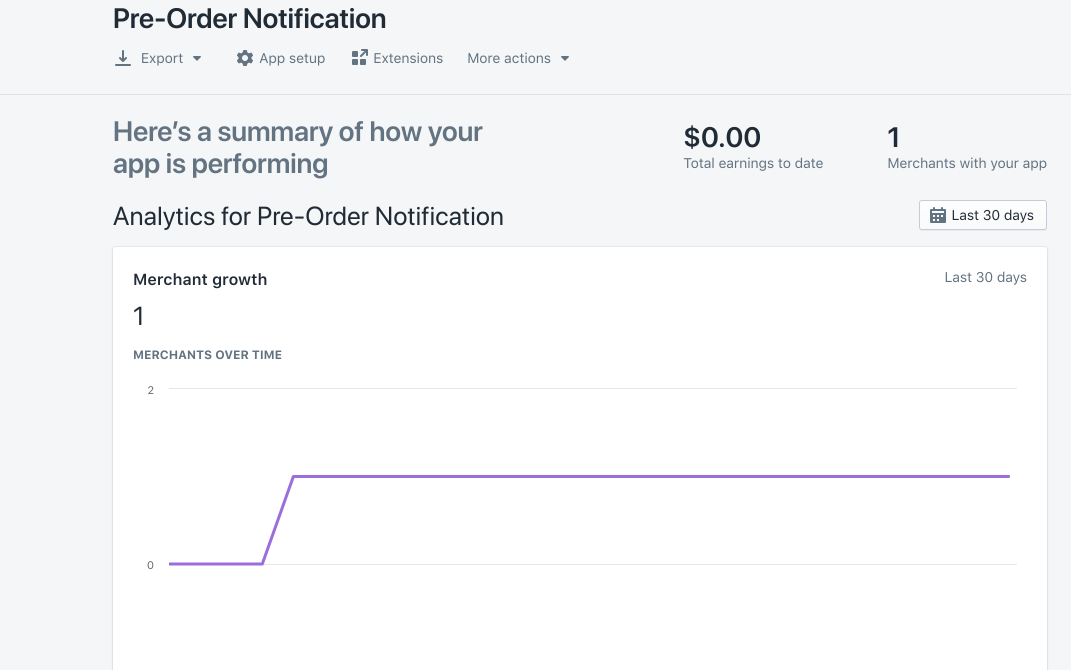 Pre-Order Notification
Export
App setup
Extensions
More actions
Here's a summary of how your
app is performing
$0.00
Total earnings to date
1
Merchants with your app
Analytics for Pre-Order Notification
Last 30 days
Merchant growth
Last 30 days
1
MERCHANTS OVER TIME
2
0